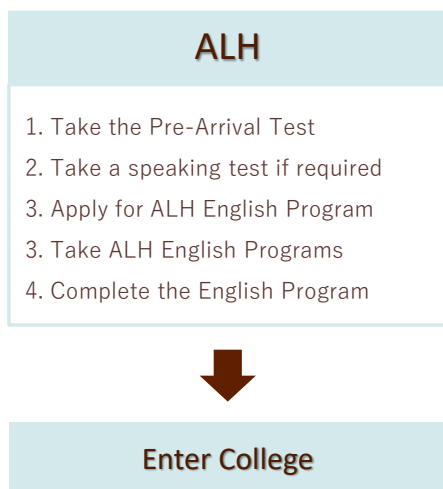 ALH
1. Take the Pre-Arrival Test
2. Take a speaking test if required
3. Apply for ALH English Program
3. Take ALH English Programs
4. Complete the English Program
Enter College